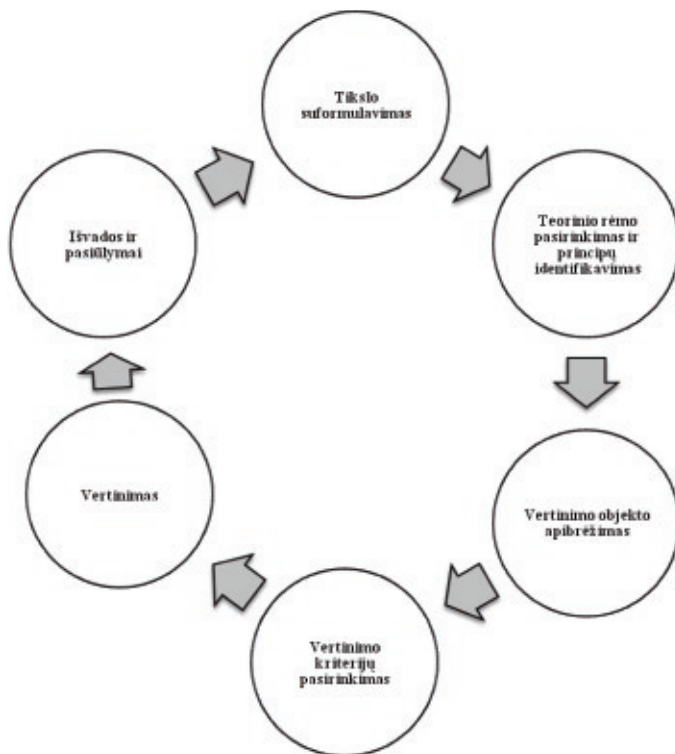 Tikslo
suformulavimas
Teorinio rėmo
pasirinkimas ir
principų
identifikavimas
Vertinimo objekto
apibrėžimas
Vertinimo
kriterijų
pasirinkimas
Vertinimas
Išvados ir
pasiūlymai